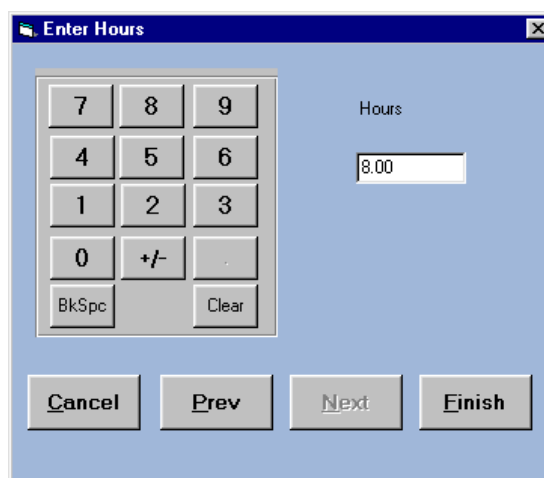 Enter Hours
7 8 9
Hours
4 5 6
8.00
1 2 3
0 +/- .
BkSpc Clear
Cancel Prev Next Finish